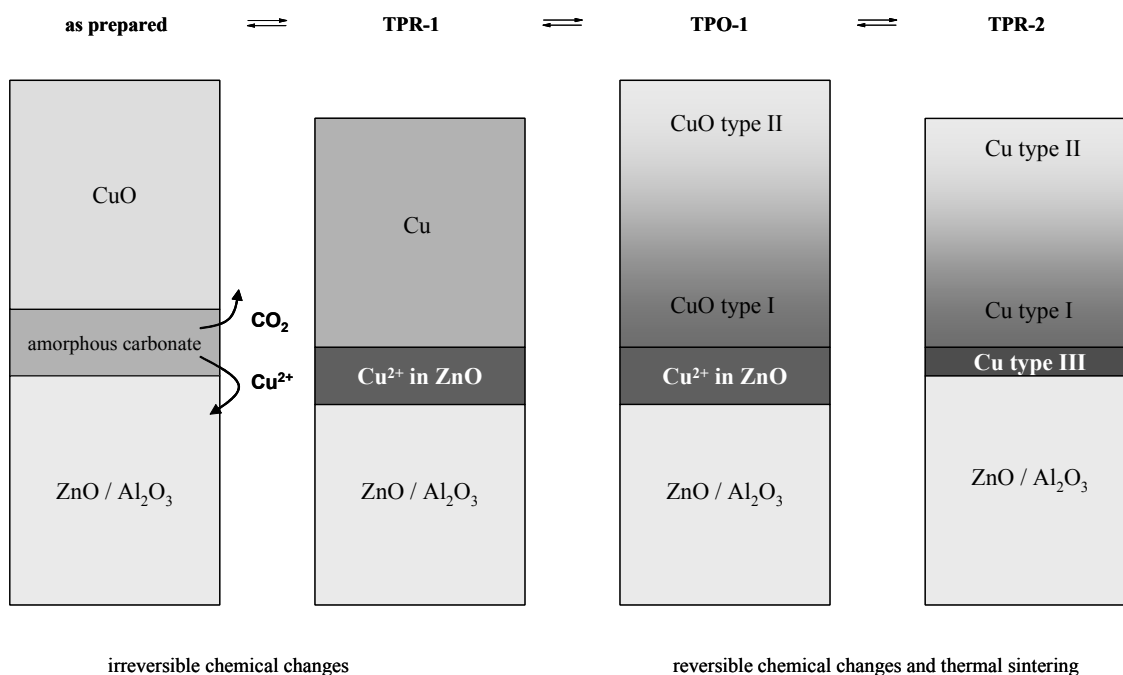 as prepared ⇌ TPR-1 ⇌ TPO-1 ⇌ TPR-2
CuO
amorphous carbonate
CO₂
Cu²⁺
ZnO / Al₂O₃
Cu
Cu²⁺ in ZnO
ZnO / Al₂O₃
CuO type II
CuO type I
Cu²⁺ in ZnO
ZnO / Al₂O₃
Cu type II
Cu type I
Cu type III
ZnO / Al₂O₃
irreversible chemical changes
reversible chemical changes and thermal sintering